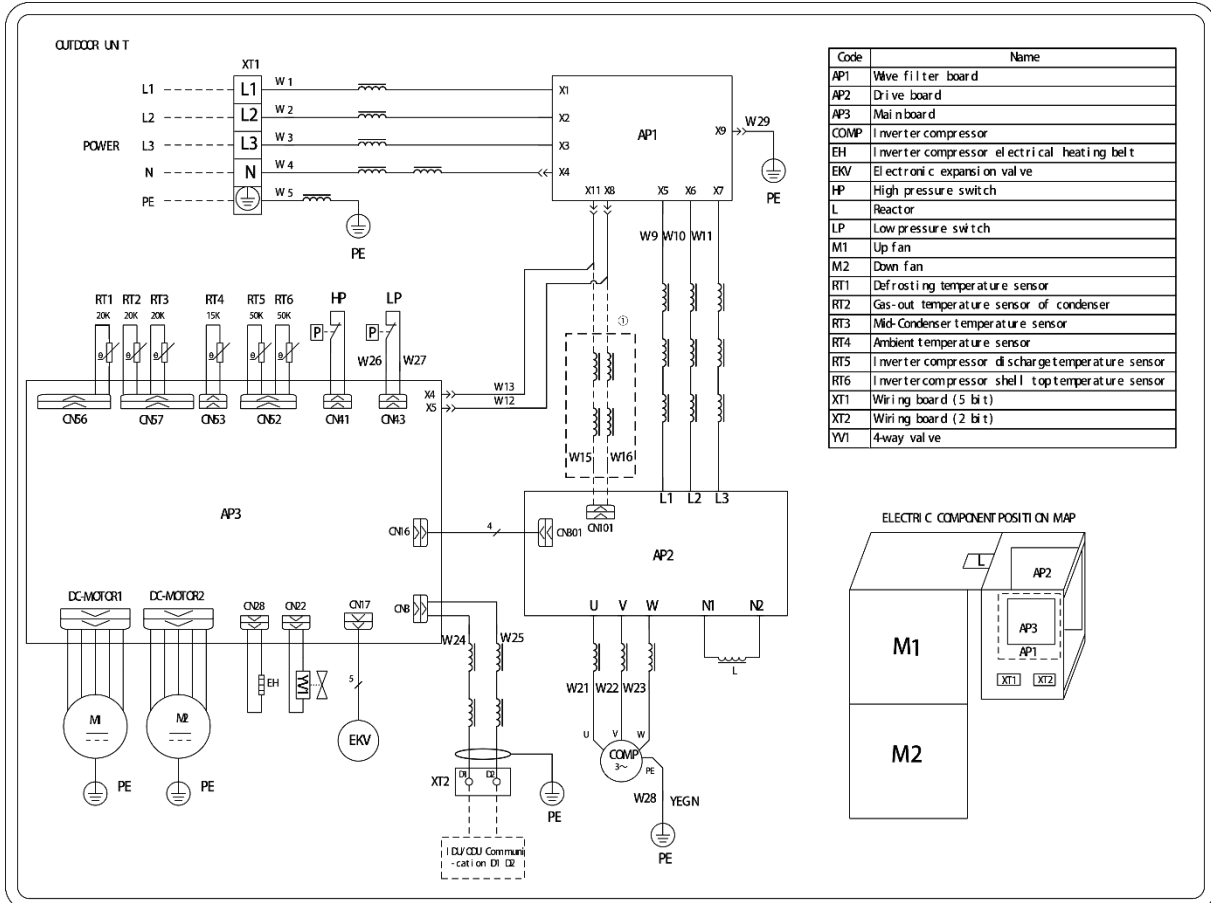 OUTDOOR UNIT
XT1
L1 L1 W1 X1
L2 L2 W2 X2
POWER L3 L3 W3 X3
N N W4 X4
PE W5
PE
AP1
X9 W29
PE
X11 X8 X5 X6 X7
W9 W10 W11
RT1 RT2 RT3 RT4 RT5 RT6 HP LP
20K 20K 20K 15K 50K 50K
θ θ θ θ θ θ
P P
W26 W27
①
X4 W13
X5 W12
CN56 CN57 CN53 CN52 CN41 CN43
W15 W16
L1 L2 L3
CN101
AP3
CN16 4 CN301
AP2
DC-MOTOR1 DC-MOTOR2 CN28 CN22 CN17 CN8
U V W N1 N2
W24 W25
L
EH YV1 5
W21 W22 W23
M1 M2 EKV
U V W
COMP
3~
PE
PE PE
XT2 D1 D2
PE
W28 YEGN
PE
IDU/ODU Communi
-cation D1 D2
Code Name
AP1 Wave filter board
AP2 Drive board
AP3 Mainboard
COMP Inverter compressor
EH Inverter compressor electrical heating belt
EKV Electronic expansion valve
HP High pressure switch
L Reactor
LP Low pressure switch
M1 Up fan
M2 Down fan
RT1 Defrosting temperature sensor
RT2 Gas-out temperature sensor of condenser
RT3 Mid-Condenser temperature sensor
RT4 Ambient temperature sensor
RT5 Inverter compressor discharge temperature sensor
RT6 Inverter compressor shell top temperature sensor
XT1 Wiring board (5 bit)
XT2 Wiring board (2 bit)
YV1 4-way valve
ELECTRIC COMPONENT POSITION MAP
L
AP2
AP3
AP1
XT1 XT2
M1
M2